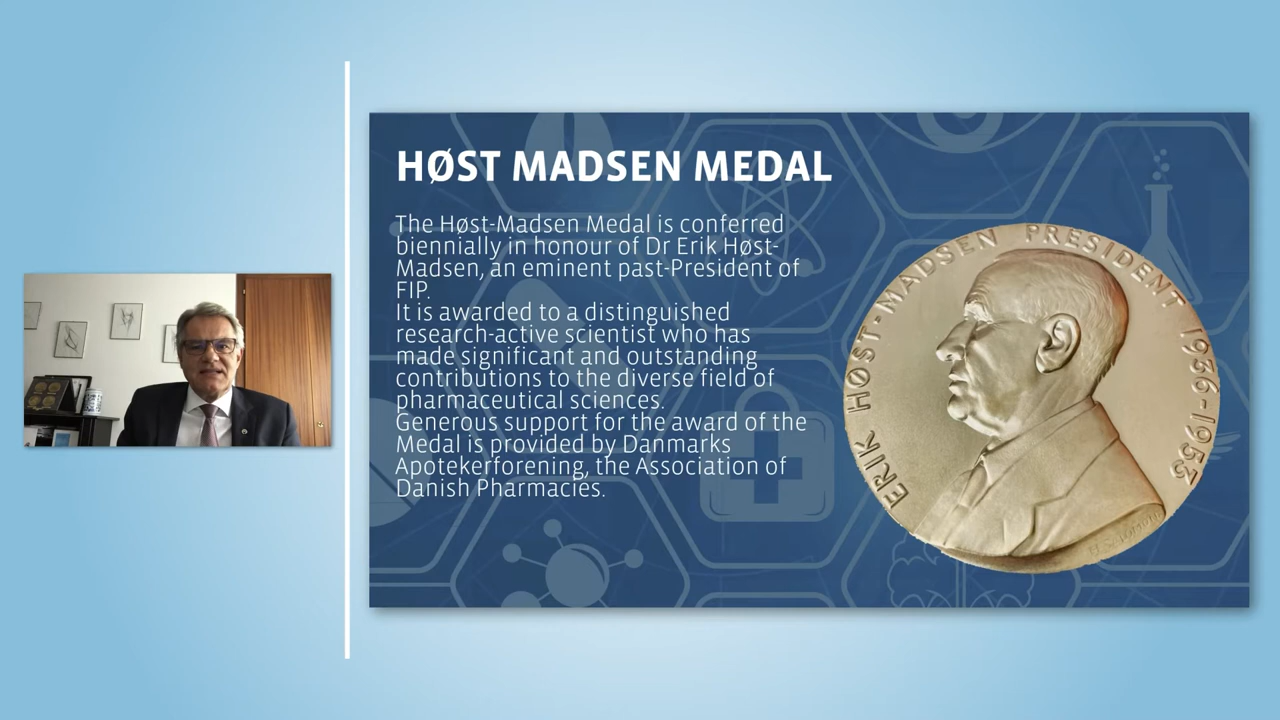 HØST MADSEN MEDAL
The Høst-Madsen Medal is conferred
biennially in honour of Dr Erik Høst-
Madsen, an eminent past-President of
FIP.
It is awarded to a distinguished
research-active scientist who has
made significant and outstanding
contributions to the diverse field of
pharmaceutical sciences.
Generous support for the award of the
Medal is provided by Danmarks
Apotekerforening, the Association of
Danish Pharmacies.
ERIK HØST-MADSEN PRESIDENT 1936-1953